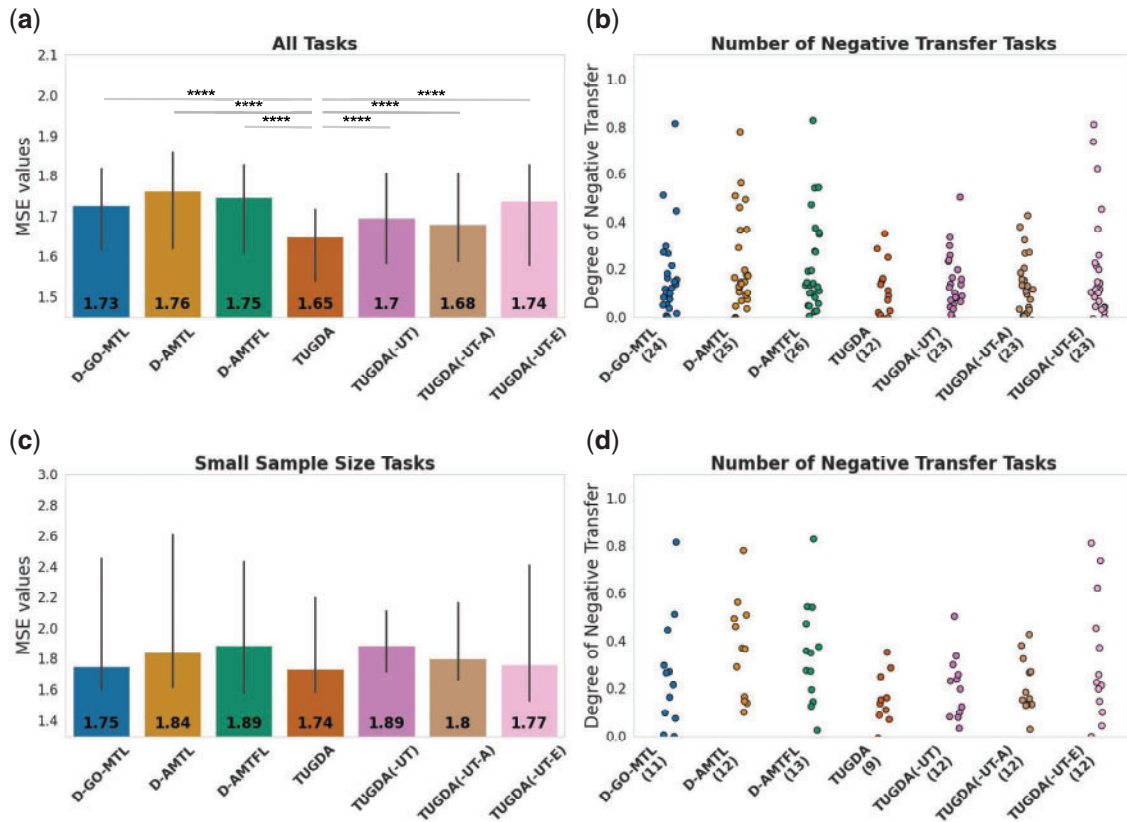 (a)
All Tasks
MSE values
2.1
2.0
1.9
1.8
1.7
1.6
1.5
****
****
****
****
****
****
1.73
1.76
1.75
1.65
1.7
1.68
1.74
D-GO-MTL
D-AMTL
D-AMTFL
TUGDA
TUGDA(-UT)
TUGDA(-UT-A)
TUGDA(-UT-E)
(b)
Number of Negative Transfer Tasks
Degree of Negative Transfer
1.0
0.8
0.6
0.4
0.2
0.0
D-GO-MTL
(24)
D-AMTL
(25)
D-AMTFL
(26)
TUGDA
(12)
TUGDA(-UT)
(23)
TUGDA(-UT-A)
(23)
TUGDA(-UT-E)
(23)
(c)
Small Sample Size Tasks
MSE values
3.0
2.8
2.6
2.4
2.2
2.0
1.8
1.6
1.4
1.75
1.84
1.89
1.74
1.89
1.8
1.77
D-GO-MTL
D-AMTL
D-AMTFL
TUGDA
TUGDA(-UT)
TUGDA(-UT-A)
TUGDA(-UT-E)
(d)
Number of Negative Transfer Tasks
Degree of Negative Transfer
1.0
0.8
0.6
0.4
0.2
0.0
D-GO-MTL
(11)
D-AMTL
(12)
D-AMTFL
(13)
TUGDA
(9)
TUGDA(-UT)
(12)
TUGDA(-UT-A)
(12)
TUGDA(-UT-E)
(12)